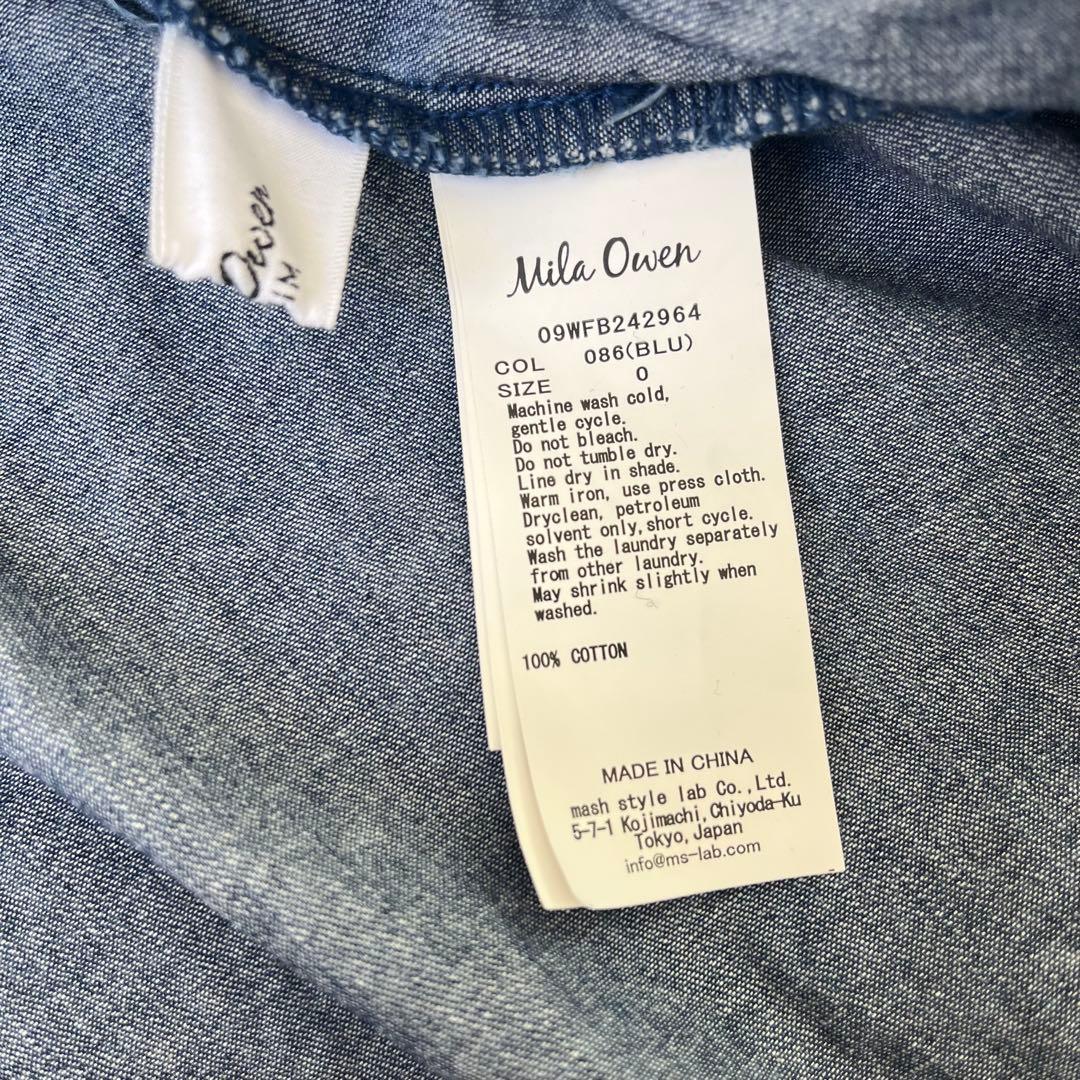 Owen
IM
Mila Owen
09WFB242964
COL 086(BLU)
SIZE 0
Machine wash cold,
gentle cycle.
Do not bleach.
Do not tumble dry.
Line dry in shade.
Warm iron, use press cloth.
Dryclean, petroleum
solvent only,short cycle.
Wash the laundry separately
from other laundry.
May shrink slightly when
washed.
100% COTTON
MADE IN CHINA
mash style lab Co.,Ltd.
5-7-1 Kojimachi,Chiyoda-Ku
Tokyo,Japan
info@ms-lab.com